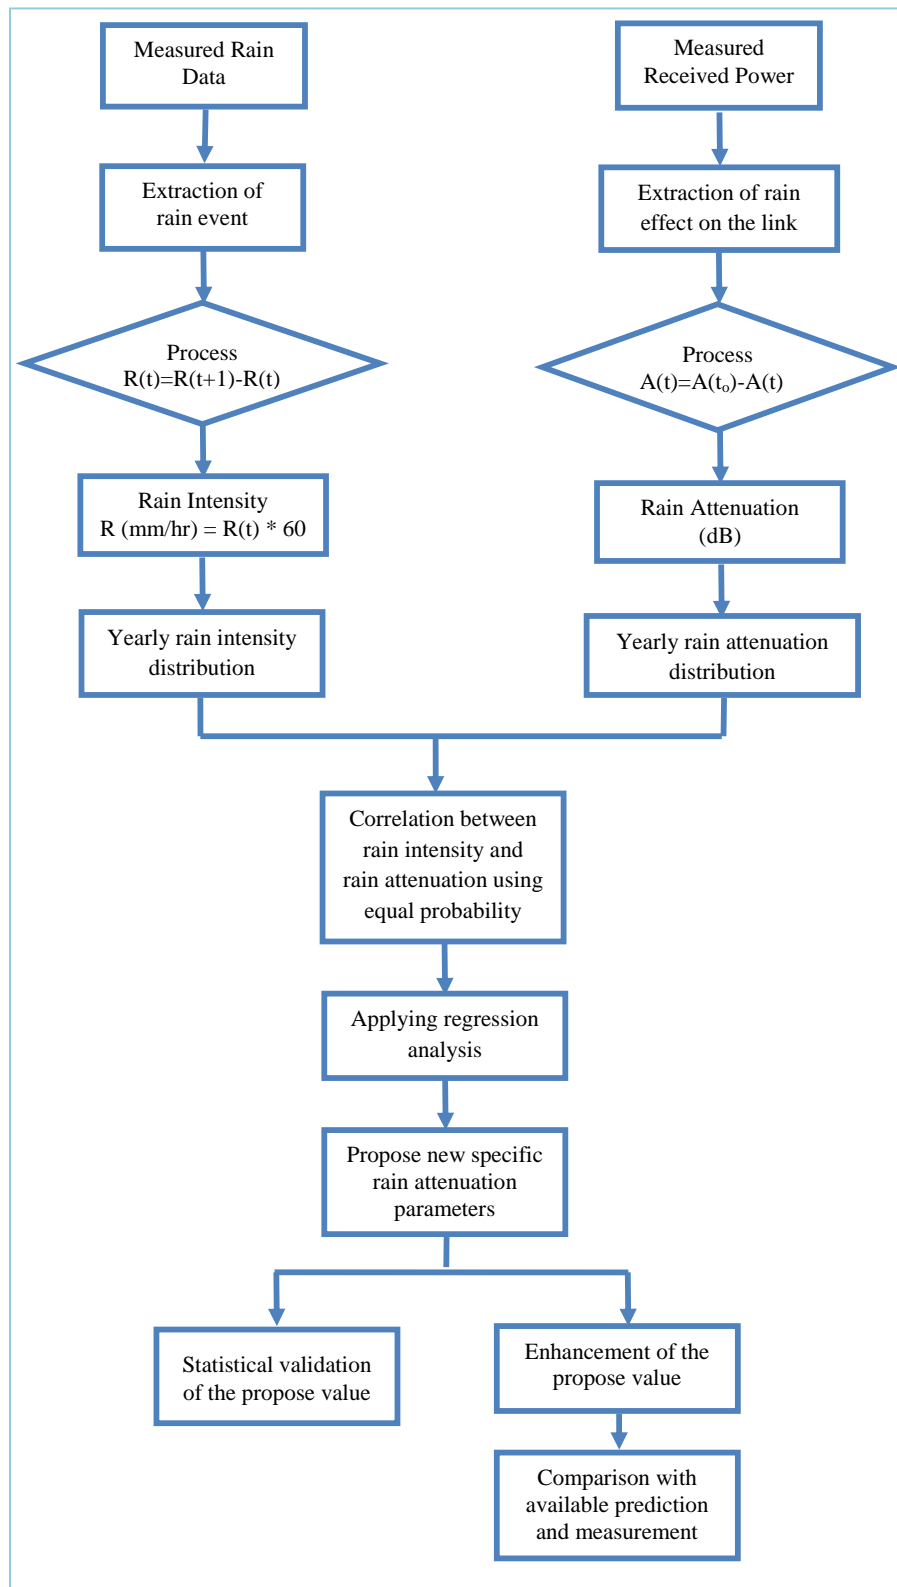 Measured Rain
Data
Measured
Received Power
Extraction of
rain event
Extraction of rain
effect on the link
Process
R(t)=R(t+1)-R(t)
Process
A(t)=A(tₒ)-A(t)
Rain Intensity
R (mm/hr) = R(t) * 60
Rain Attenuation
(dB)
Yearly rain intensity
distribution
Yearly rain attenuation
distribution
Correlation between
rain intensity and
rain attenuation using
equal probability
Applying regression
analysis
Propose new specific
rain attenuation
parameters
Statistical validation
of the propose value
Enhancement of the
propose value
Comparison with
available prediction
and measurement